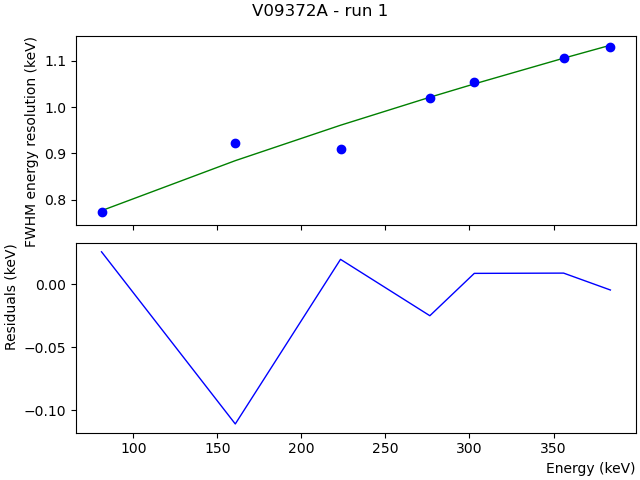 V09372A - run 1
FWHM energy resolution (keV)
1.1
1.0
0.9
0.8
Residuals (keV)
0.00
−0.05
−0.10
100 150 200 250 300 350
Energy (keV)